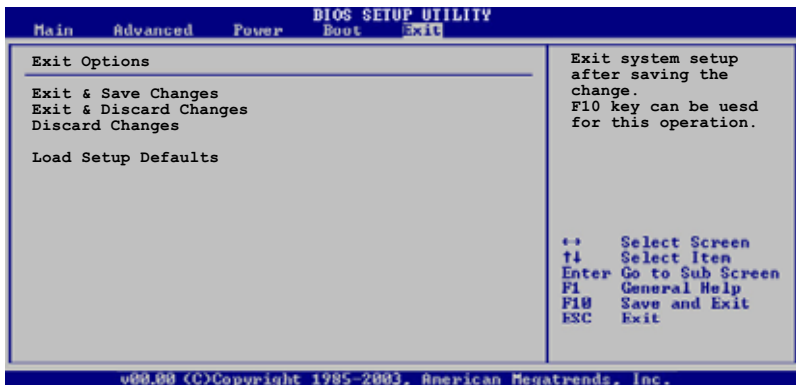 BIOS SETUP UTILITY
Main Advanced Power Boot Exit
Exit Options
Exit & Save Changes
Exit & Discard Changes
Discard Changes
Load Setup Defaults
Exit system setup
after saving the
change.
F10 key can be uesd
for this operation.
↔ Select Screen
↑↓ Select Item
Enter Go to Sub Screen
F1 General Help
F10 Save and Exit
ESC Exit
v00.00 (C)Copyright 1985-2003, American Megatrends, Inc.